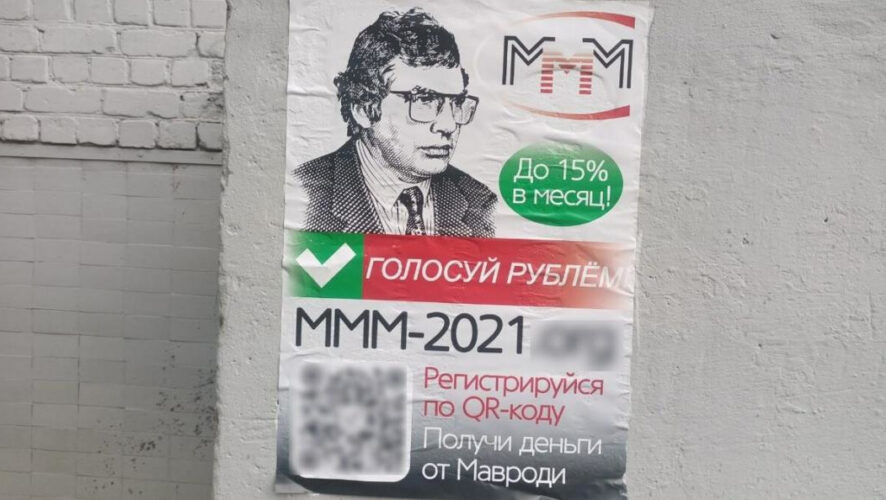 МММ
До 15%
в месяц!
ГОЛОСУЙ РУБЛЁМ!
МММ-2021
Регистрируйся
по QR-коду
Получи деньги
от Мавроди